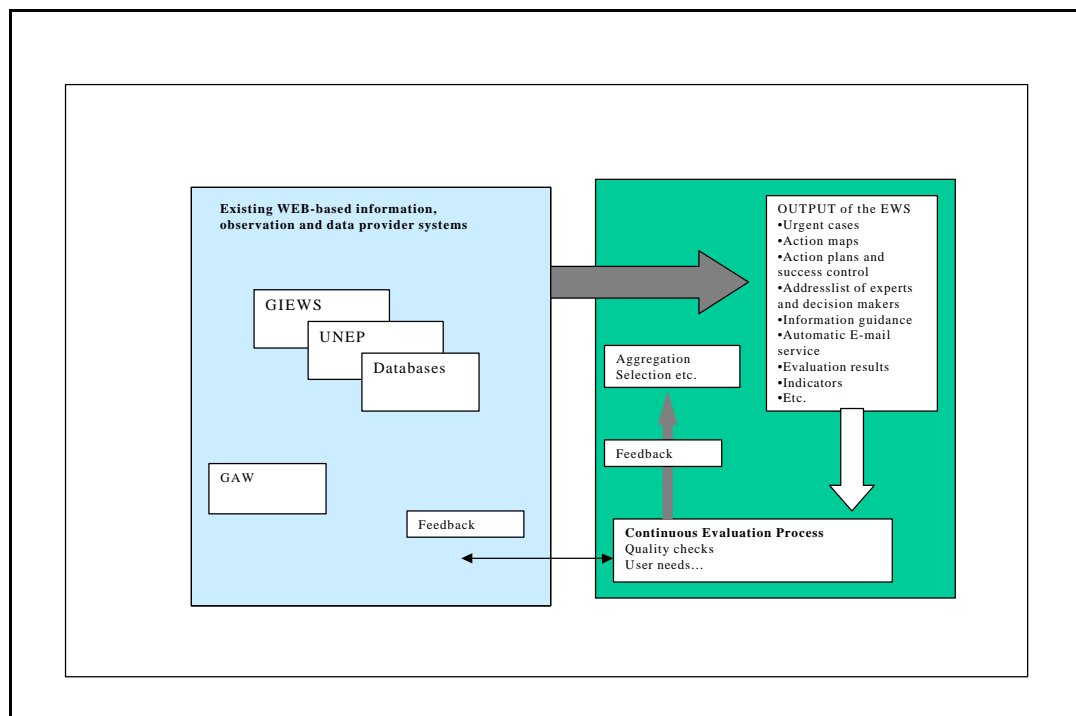 Existing WEB-based information,
observation and data provider systems
GIEWS
UNEP
Databases
GAW
Feedback
OUTPUT of the EWS
•Urgent cases
•Action maps
•Action plans and
success control
•Addresslist of experts
and decision makers
•Information guidance
•Automatic E-mail
service
•Evaluation results
•Indicators
•Etc.
Aggregation
Selection etc.
Feedback
Continuous Evaluation Process
Quality checks
User needs…